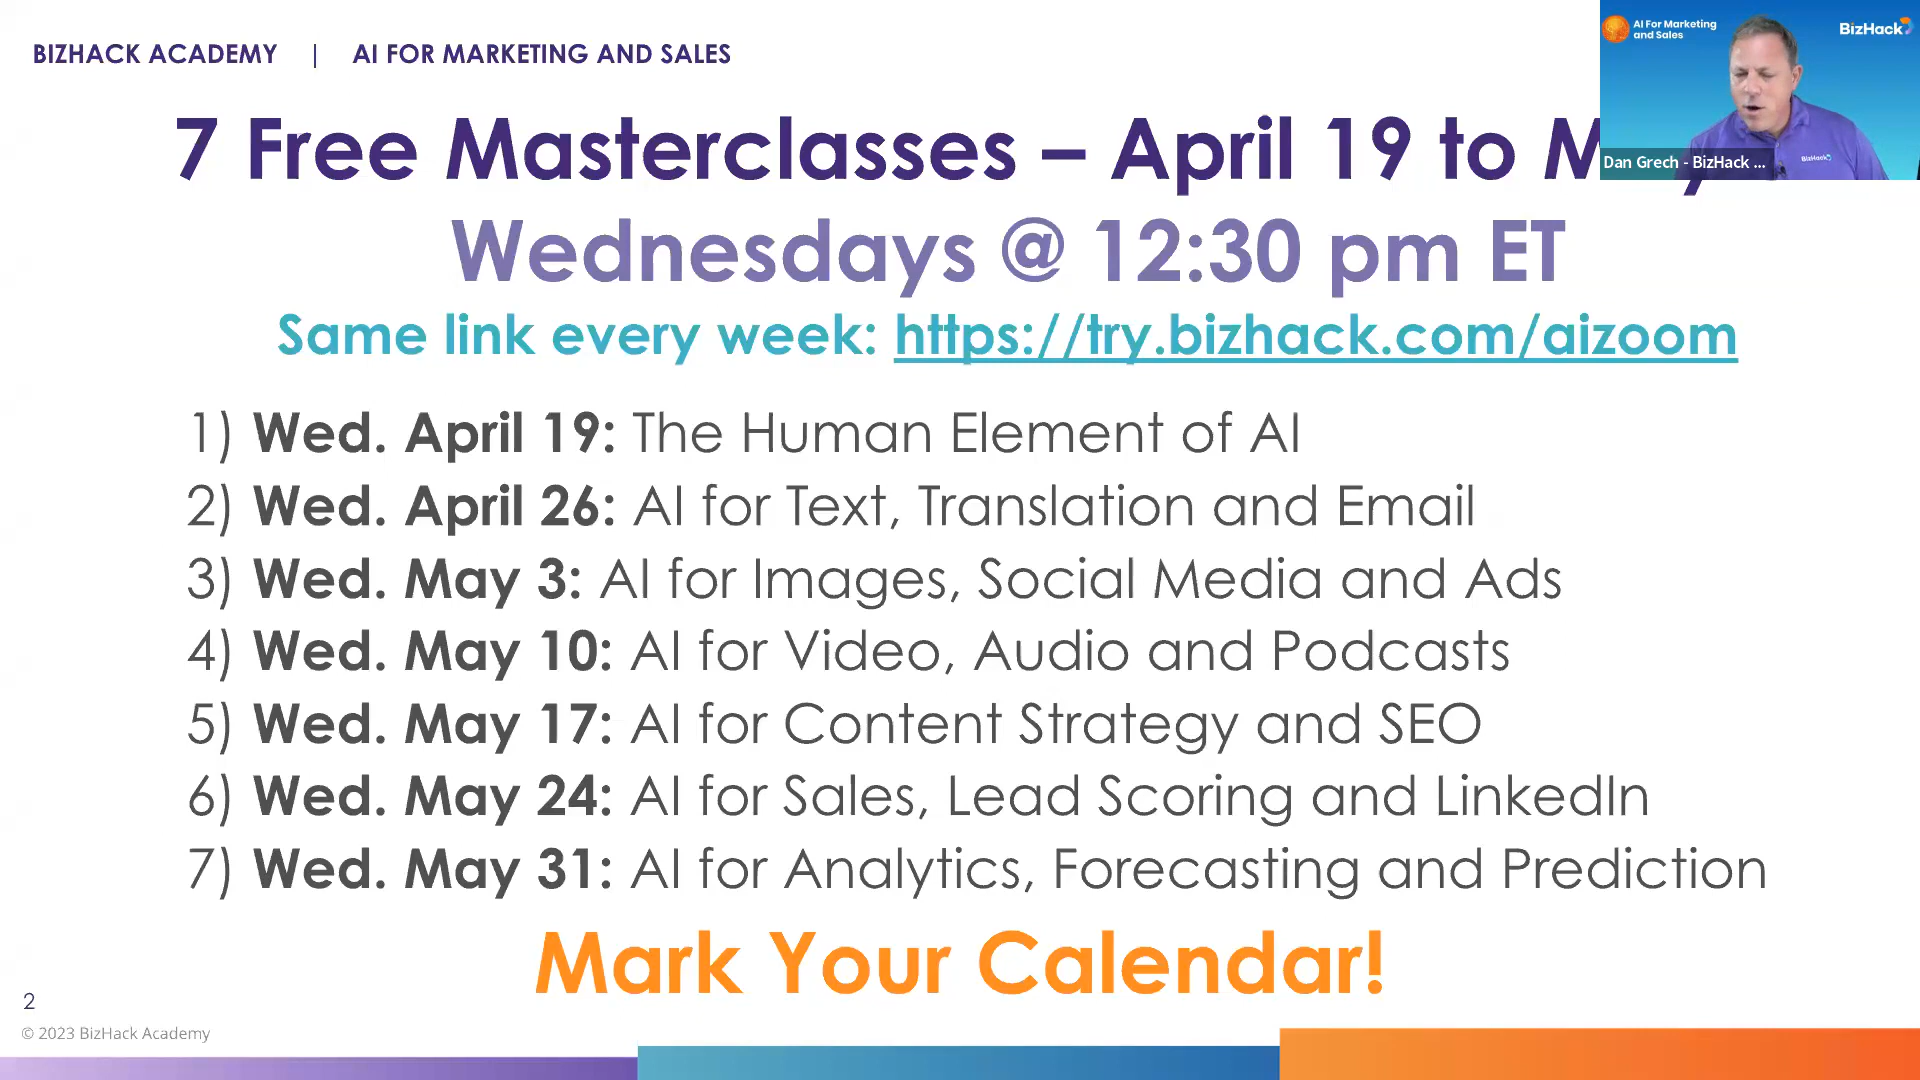 BIZHACK ACADEMY | AI FOR MARKETING AND SALES
AI For Marketing
and Sales
BizHack
7 Free Masterclasses – April 19 to
Dan Grech - BizHack ...
BizHack
Wednesdays @ 12:30 pm ET
Same link every week: https://try.bizhack.com/aizoom
1) Wed. April 19: The Human Element of AI
2) Wed. April 26: AI for Text, Translation and Email
3) Wed. May 3: AI for Images, Social Media and Ads
4) Wed. May 10: AI for Video, Audio and Podcasts
5) Wed. May 17: AI for Content Strategy and SEO
6) Wed. May 24: AI for Sales, Lead Scoring and LinkedIn
7) Wed. May 31: AI for Analytics, Forecasting and Prediction
Mark Your Calendar!
2
© 2023 BizHack Academy